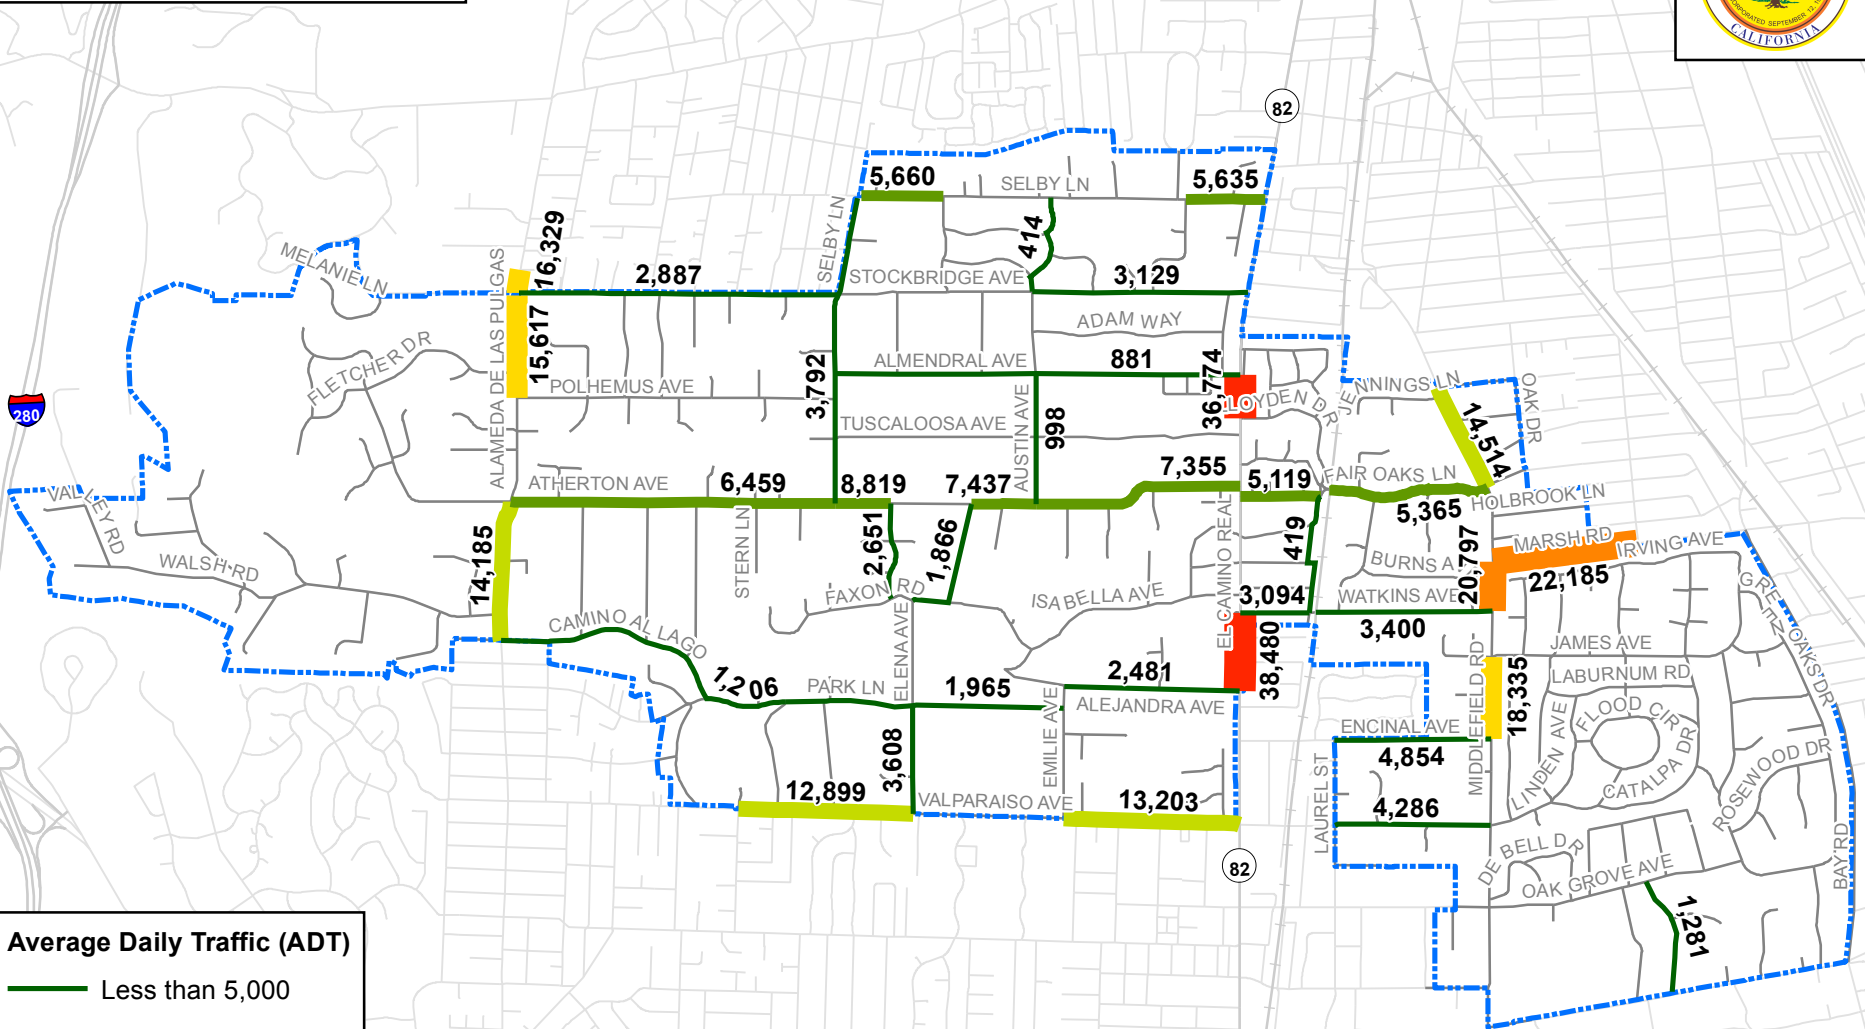 INCORPORATED SEPTEMBER 12, 19
CALIFORNIA
82
5,660
SELBY LN
5,635
SELBY LN
414
16,329
MELANIE LN
2,887
STOCKBRIDGE AVE
3,129
ALAMEDA DE LAS PULGAS
15,617
ADAM WAY
FLETCHER DR
3,792
ALMENDRAL AVE
881
36,774
POLHEMUS AVE
LOYDEN DR
JENNINGS LN
OAK DR
280
TUSCALOOSA AVE
AUSTIN AVE
998
14,514
ATHERTON AVE
6,459
8,819
7,437
7,355
5,119
FAIR OAKS LN
HOLBROOK LN
VALLEY RD
5,365
STERN LN
2,651
1,866
EL CAMINO REAL
419
20,797
MARSH RD
IRVING AVE
WALSH RD
14,185
BURNS A
22,185
FAXON RD
ISABELLA AVE
3,094
WATKINS AVE
GREEN OAKS DR
CAMINO AL LAGO
3,400
JAMES AVE
ELENA AVE
38,480
MIDDLEFIELD RD
18,335
LABURNUM RD
1,206
PARK LN
1,965
2,481
EMILIE AVE
ALEJANDRA AVE
ENCINAL AVE
LINDEN AVE
FLOOD CIR
3,608
4,854
CATALPA DR
ROSEWOOD DR
12,899
VALPARAISO AVE
13,203
LAUREL ST
4,286
82
DE BELL DR
OAK GROVE AVE
BAY RD
1,281
Average Daily Traffic (ADT)
Less than 5,000